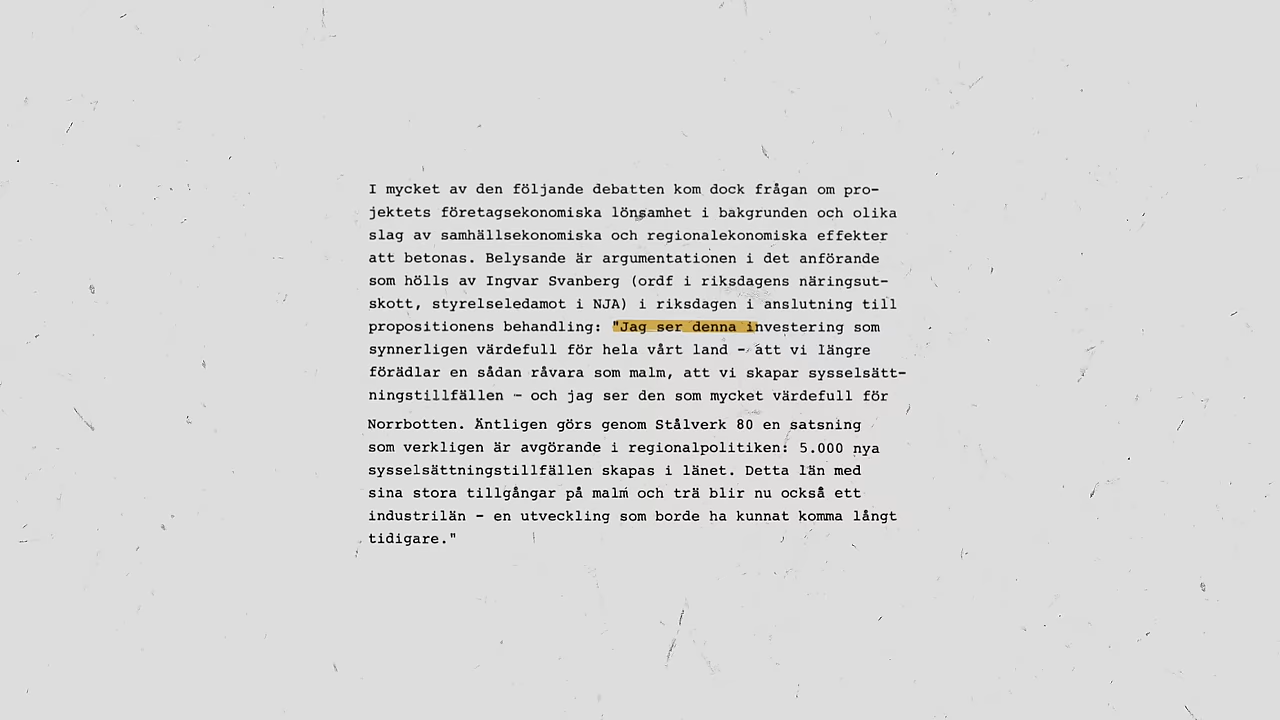 I mycket av den följande debatten kom dock frågan om pro-
jektets företagsekonomiska lönsamhet i bakgrunden och olika
slag av samhällsekonomiska och regionalekonomiska effekter
att betonas. Belysande är argumentationen i det anförande
som hölls av Ingvar Svanberg (ordf i riksdagens näringsut-
skott, styrelseledamot i NJA) i riksdagen i anslutning till
propositionens behandling: "Jag ser denna investering som
synnerligen värdefull för hela vårt land - att vi längre
förädlar en sådan råvara som malm, att vi skapar sysselsätt-
ningstillfällen - och jag ser den som mycket värdefull för
Norrbotten. Äntligen görs genom Stålverk 80 en satsning
som verkligen är avgörande i regionalpolitiken: 5.000 nya
sysselsättningstillfällen skapas i länet. Detta län med
sina stora tillgångar på malm och trä blir nu också ett
industrilän - en utveckling som borde ha kunnat komma långt
tidigare."